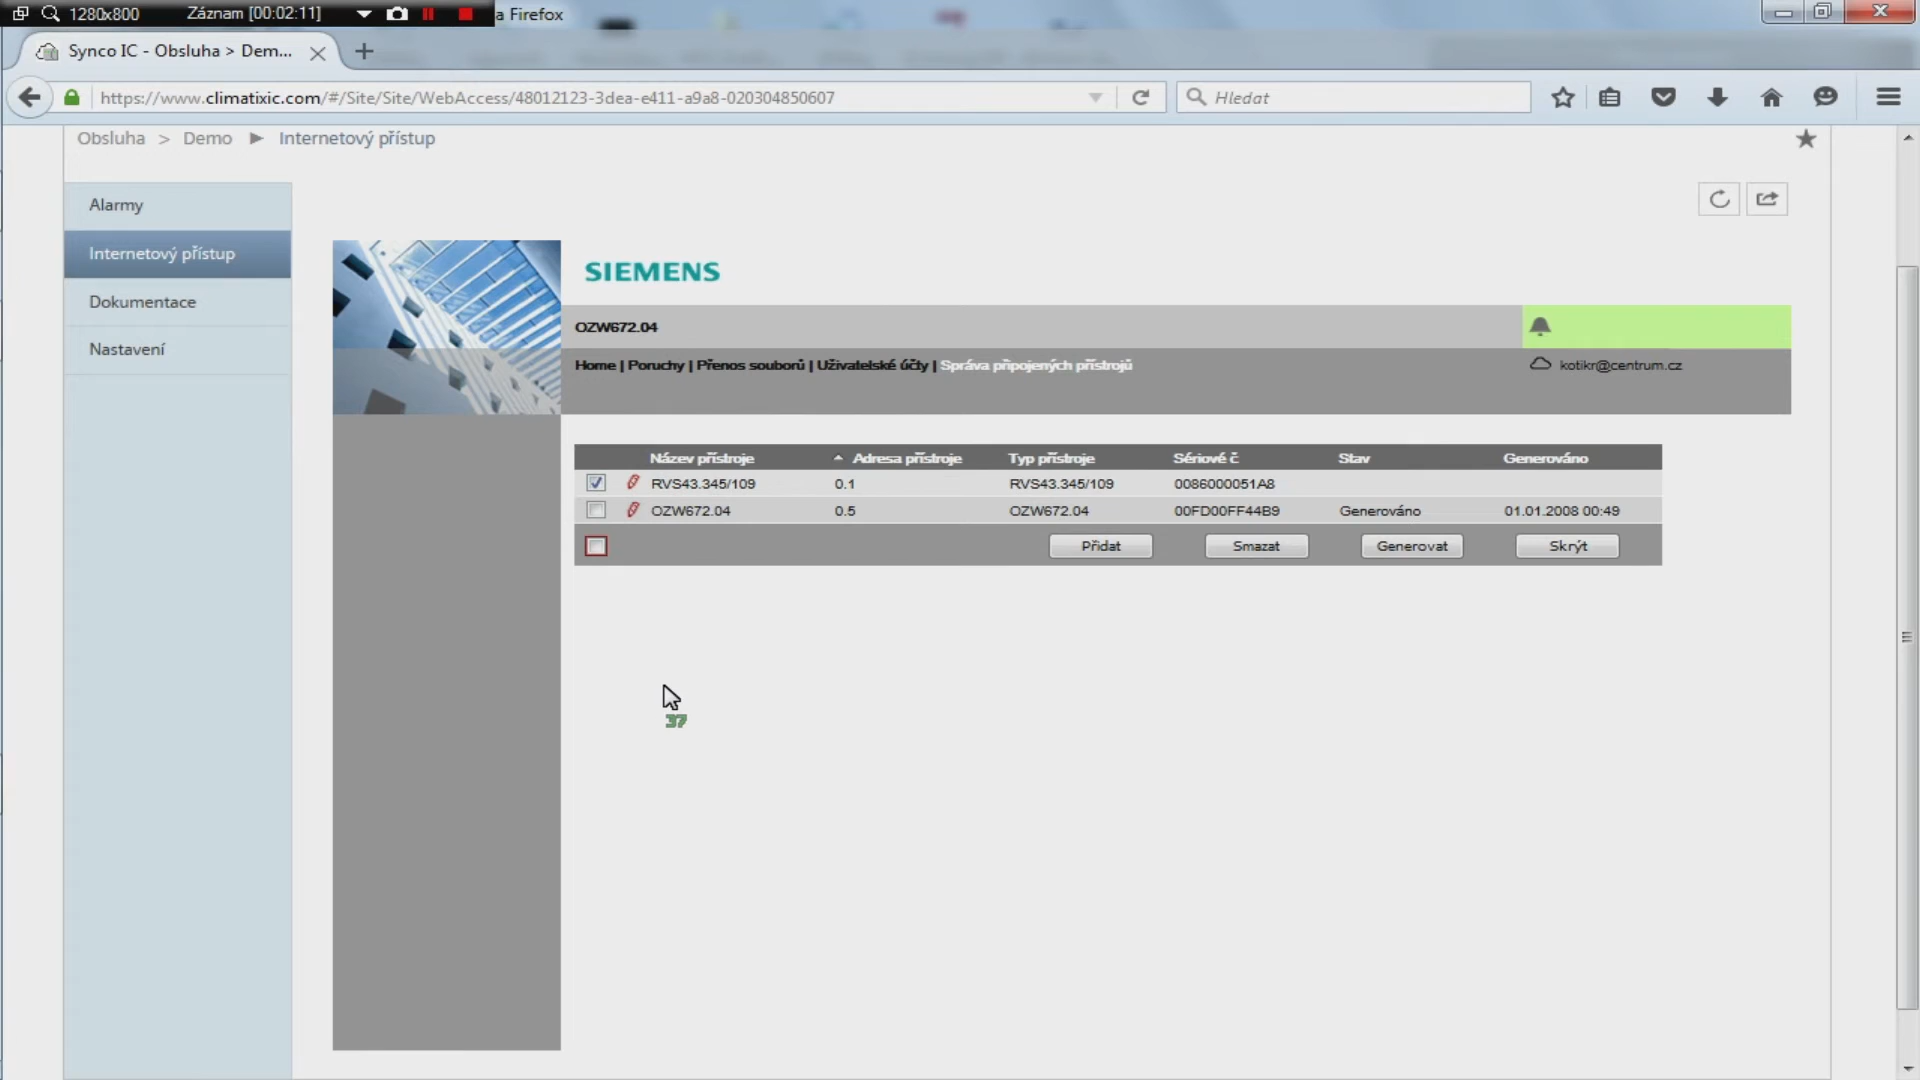 1280x800 Záznam [00:02:11] a Firefox
Synco IC - Obsluha > Dem...
https://www.climatixic.com/#/Site/Site/WebAccess/48012123-3dea-e411-a9a8-020304850607 Hledat
Obsluha > Demo ► Internetový přístup
Alarmy
Internetový přístup
Dokumentace
Nastavení
SIEMENS
OZW672.04
Home | Poruchy | Přenos souborů | Uživatelské účty | Správa připojených přístrojů kotikr@centrum.cz
Název přístroje Adresa přístroje Typ přístroje Sériové č Stav Generováno
RVS43.345/109 0.1 RVS43.345/109 0086000051A8
OZW672.04 0.5 OZW672.04 00FD00FF44B9 Generováno 01.01.2008 00:49
Přidat Smazat Generovat Skrýt
37